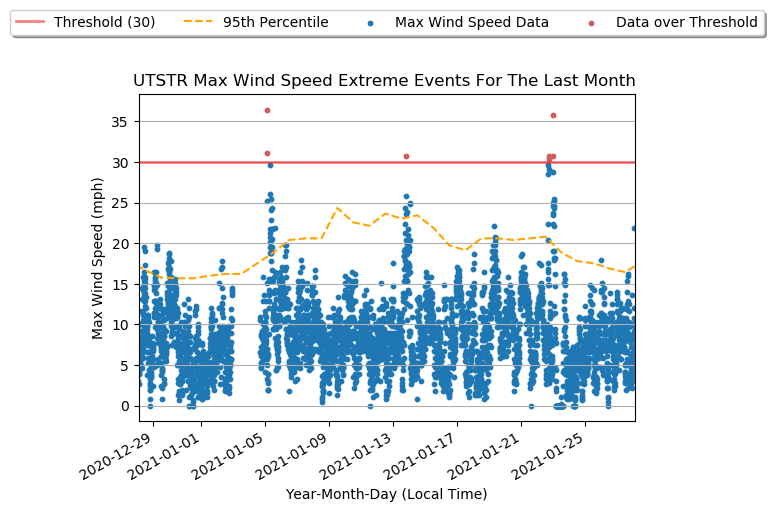 Threshold (30) 95th Percentile Max Wind Speed Data Data over Threshold
UTSTR Max Wind Speed Extreme Events For The Last Month
Max Wind Speed (mph)
35
30
25
20
15
10
5
0
2020-12-29 2021-01-01 2021-01-05 2021-01-09 2021-01-13 2021-01-17 2021-01-21 2021-01-25
Year-Month-Day (Local Time)